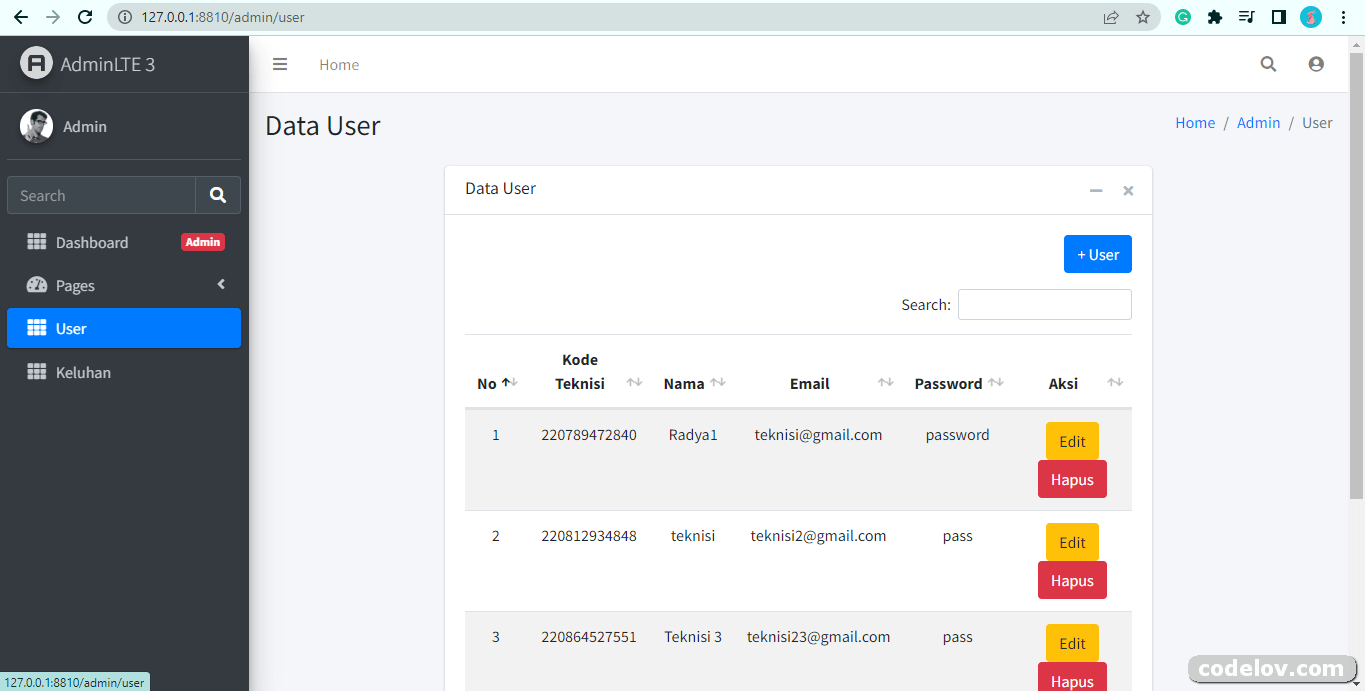 127.0.0.1:8810/admin/user
AdminLTE 3
Home
Admin
Data User
Home / Admin / User
Search
Dashboard Admin
Pages
User
Keluhan
Data User
+ User
Search:
No Kode Teknisi Nama Email Password Aksi
1 220789472840 Radya1 teknisi@gmail.com password Edit
Hapus
2 220812934848 teknisi teknisi2@gmail.com pass Edit
Hapus
3 220864527551 Teknisi 3 teknisi23@gmail.com pass Edit
Hapus
127.0.0.1:8810/admin/user
codelov.com